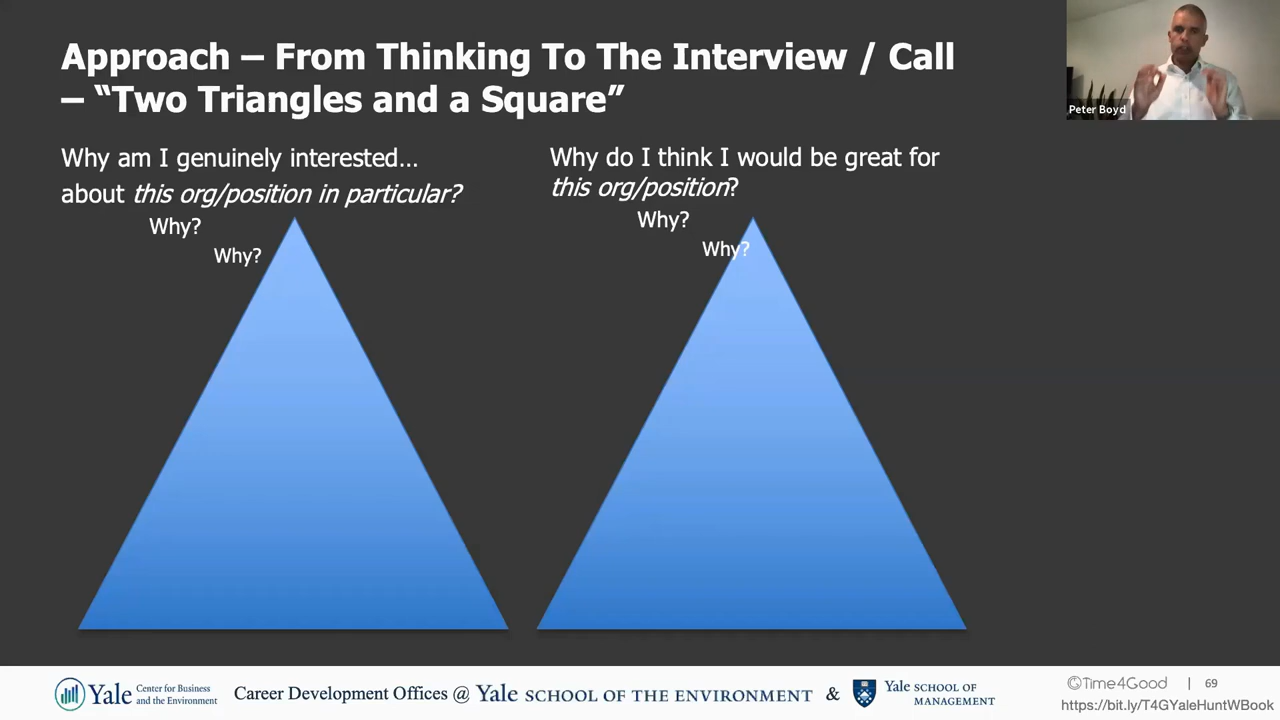 Approach – From Thinking To The Interview / Call
– “Two Triangles and a Square”
Peter Boyd
Why am I genuinely interested...
about this org/position in particular?
Why?
Why?
Why do I think I would be great for
this org/position?
Why?
Why?
Yale
Center for Business
and the Environment
Career Development Offices @ Yale SCHOOL OF THE ENVIRONMENT &
Yale SCHOOL OF
MANAGEMENT
©Time4Good | 69
https://bit.ly/T4GYaleHuntWBook